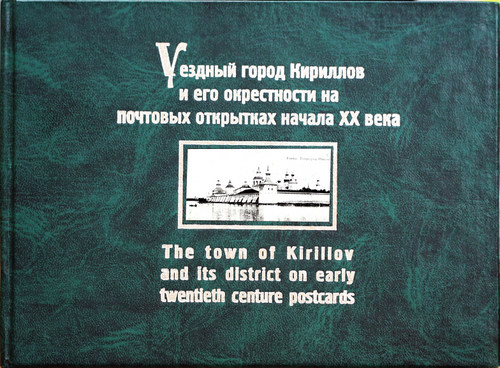 Уездный город Кириллов
и его окрестности на
почтовых открытках начала XX века
The town of Kirillov
and its district on early
twentieth centure postcards